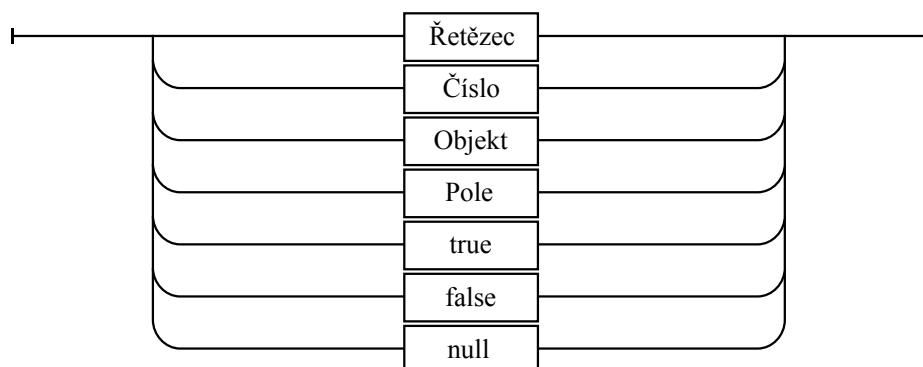 Řetězec
Číslo
Objekt
Pole
true
false
null